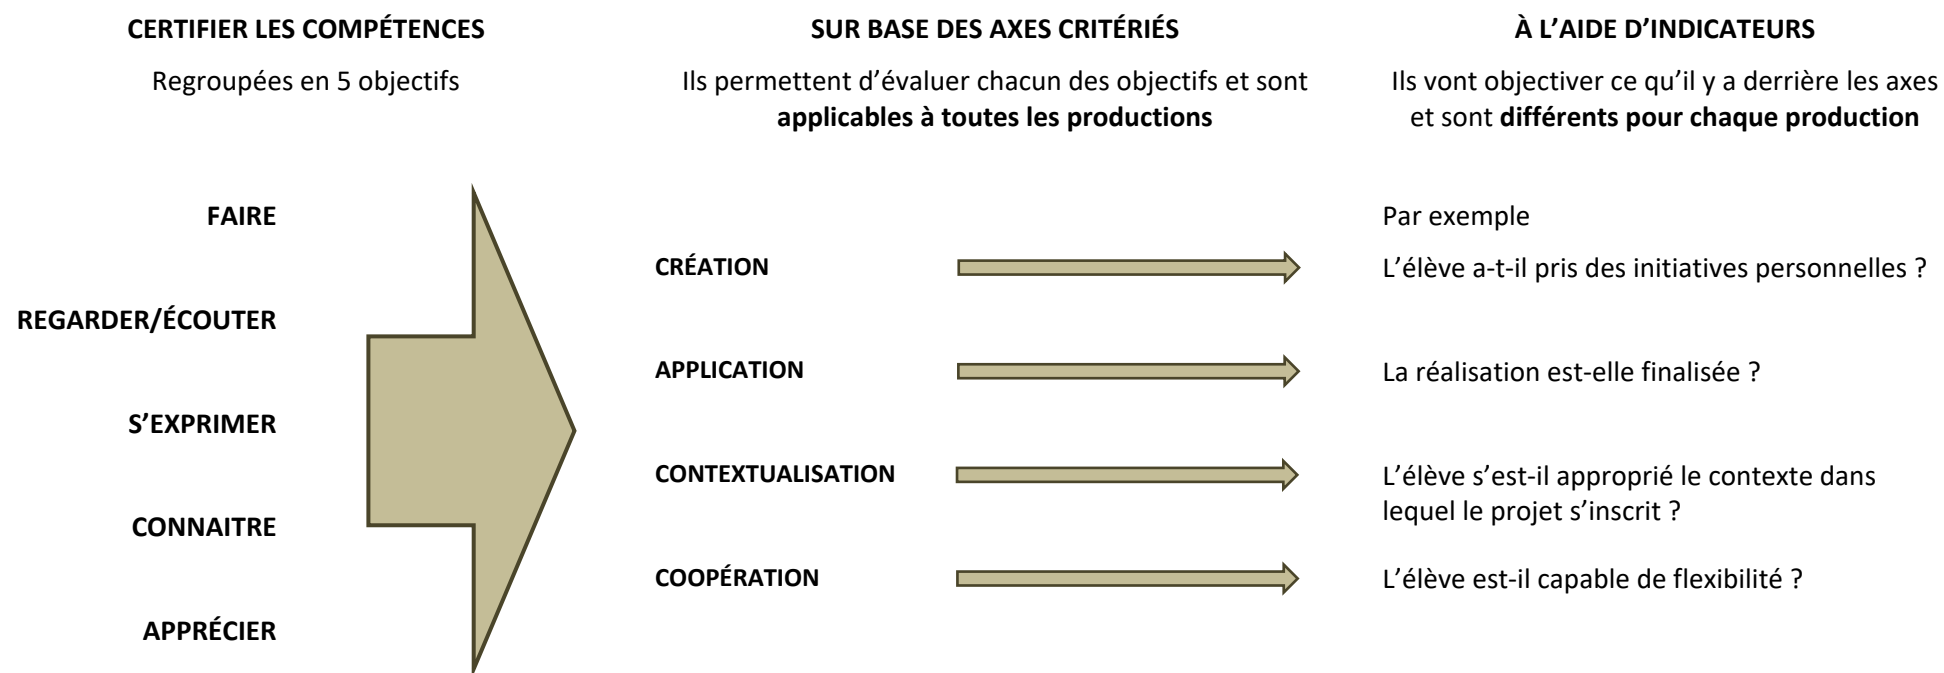 CERTIFIER LES COMPÉTENCES
Regroupées en 5 objectifs
SUR BASE DES AXES CRITÉRIÉS
Ils permettent d’évaluer chacun des objectifs et sont
applicables à toutes les productions
À L’AIDE D’INDICATEURS
Ils vont objectiver ce qu’il y a derrière les axes
et sont différents pour chaque production
FAIRE
REGARDER/ÉCOUTER
S’EXPRIMER
CONNAITRE
APPRÉCIER
CRÉATION
APPLICATION
CONTEXTUALISATION
COOPÉRATION
Par exemple
L’élève a-t-il pris des initiatives personnelles ?
La réalisation est-elle finalisée ?
L’élève s’est-il approprié le contexte dans
lequel le projet s’inscrit ?
L’élève est-il capable de flexibilité ?